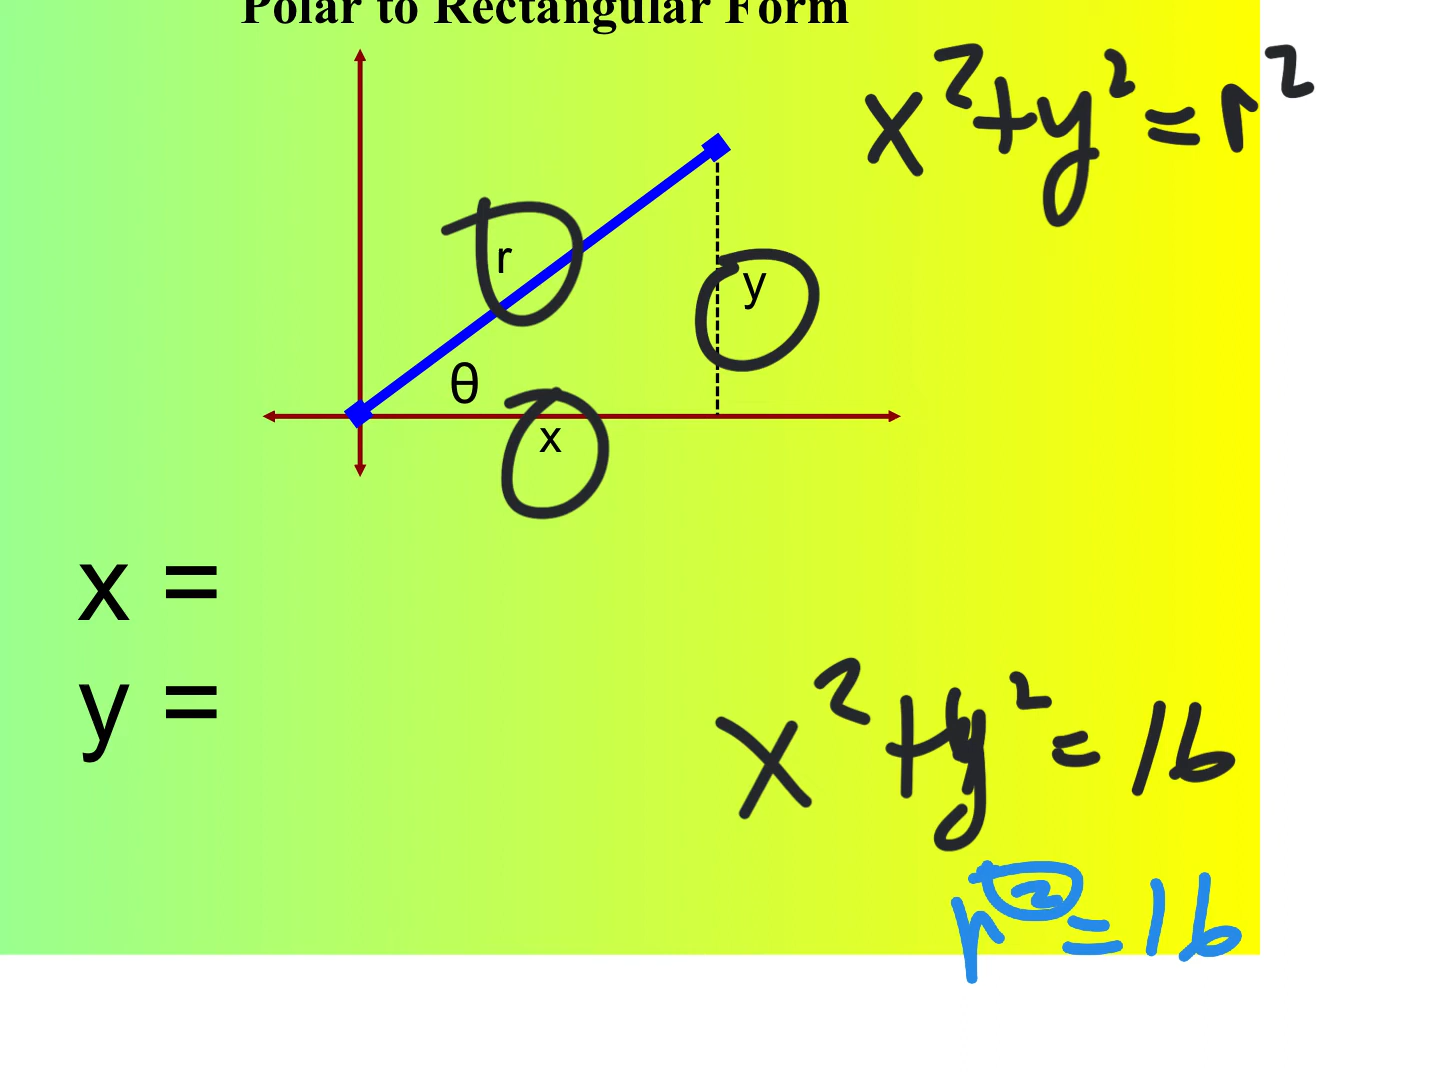 Polar to Rectangular Form
x² + y² = r²
r
y
θ
x
x =
y =
x² + y² = 16
r² = 16